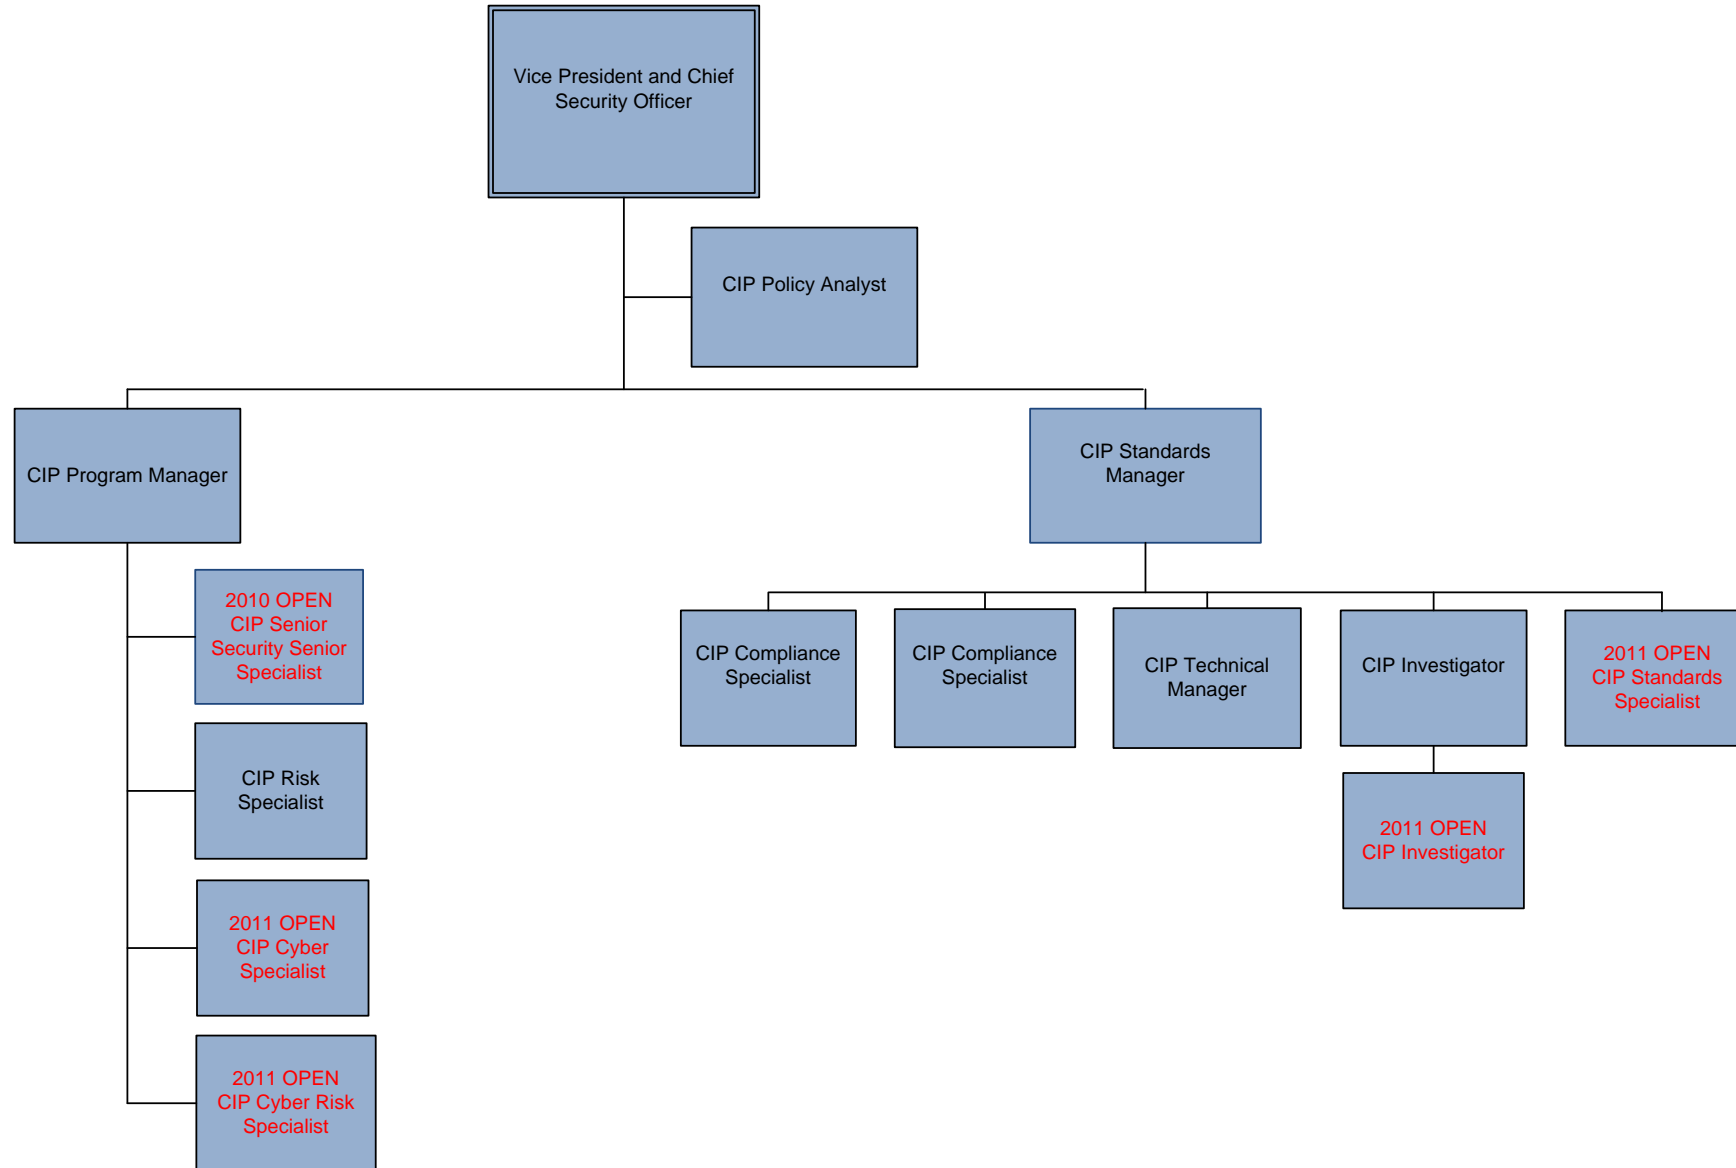 Vice President and Chief
Security Officer
CIP Policy Analyst
CIP Program Manager
CIP Standards
Manager
2010 OPEN
CIP Senior
Security Senior
Specialist
CIP Risk
Specialist
2011 OPEN
CIP Cyber
Specialist
2011 OPEN
CIP Cyber Risk
Specialist
CIP Compliance
Specialist
CIP Compliance
Specialist
CIP Technical
Manager
CIP Investigator
2011 OPEN
CIP Standards
Specialist
2011 OPEN
CIP Investigator